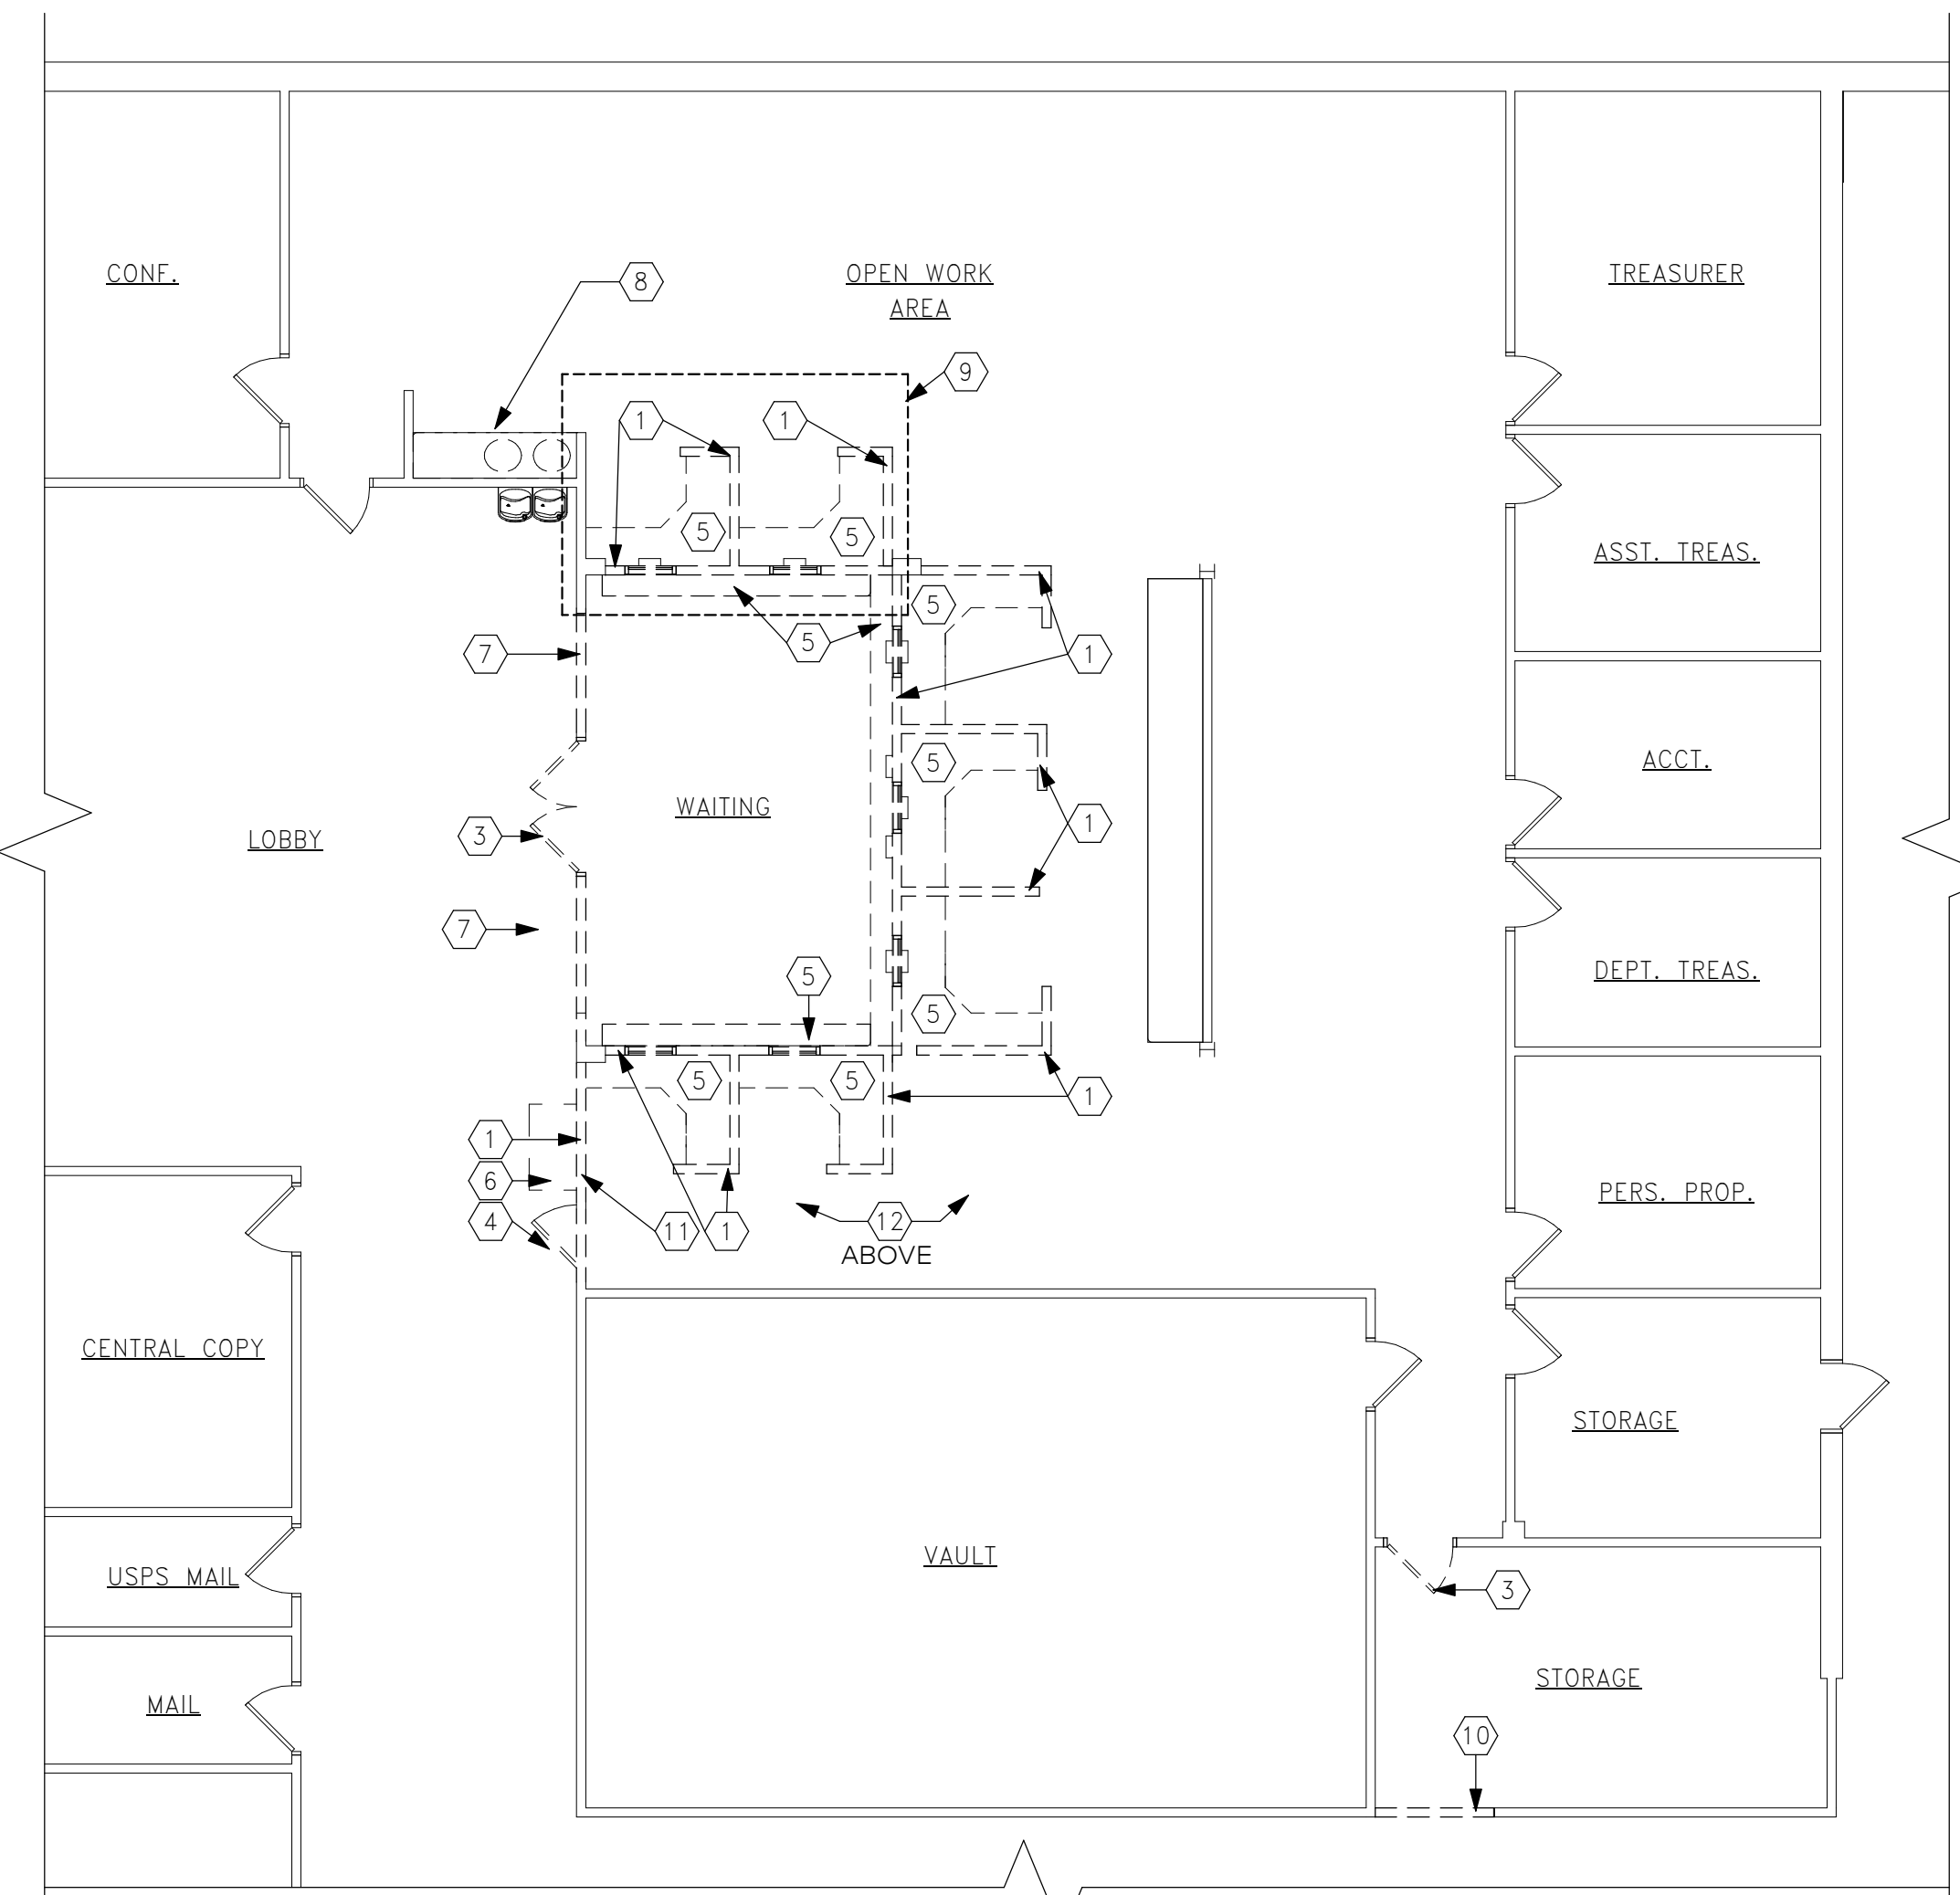 CONF.
8
OPEN WORK
AREA
TREASURER
9
1
1
5
5
ASST. TREAS.
5
5
7
1
5
ACCT.
WAITING
3
LOBBY
1
7
DEPT. TREAS.
5
5
5
5
1
1
6
4
11
1
12
ABOVE
PERS. PROP.
CENTRAL COPY
STORAGE
VAULT
USPS MAIL
3
STORAGE
MAIL
10